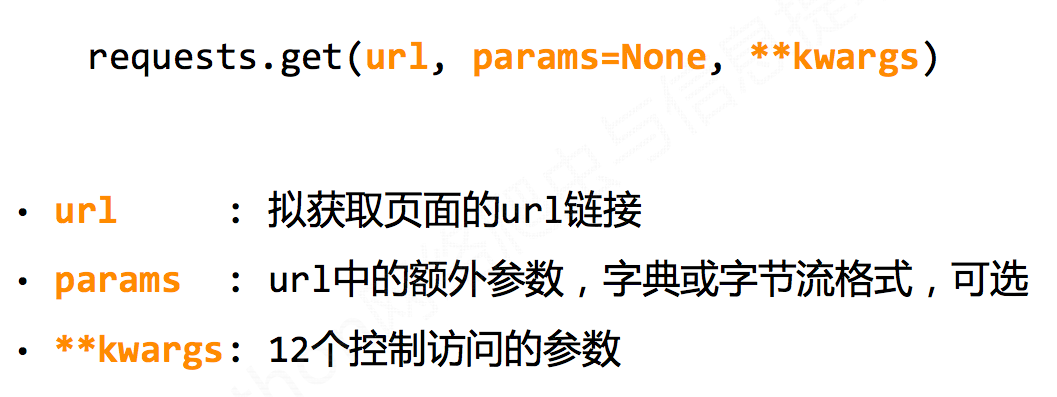 requests.get(url, params=None, **kwargs)
• url : 拟获取页面的url链接
• params : url中的额外参数，字典或字节流格式，可选
• **kwargs: 12个控制访问的参数